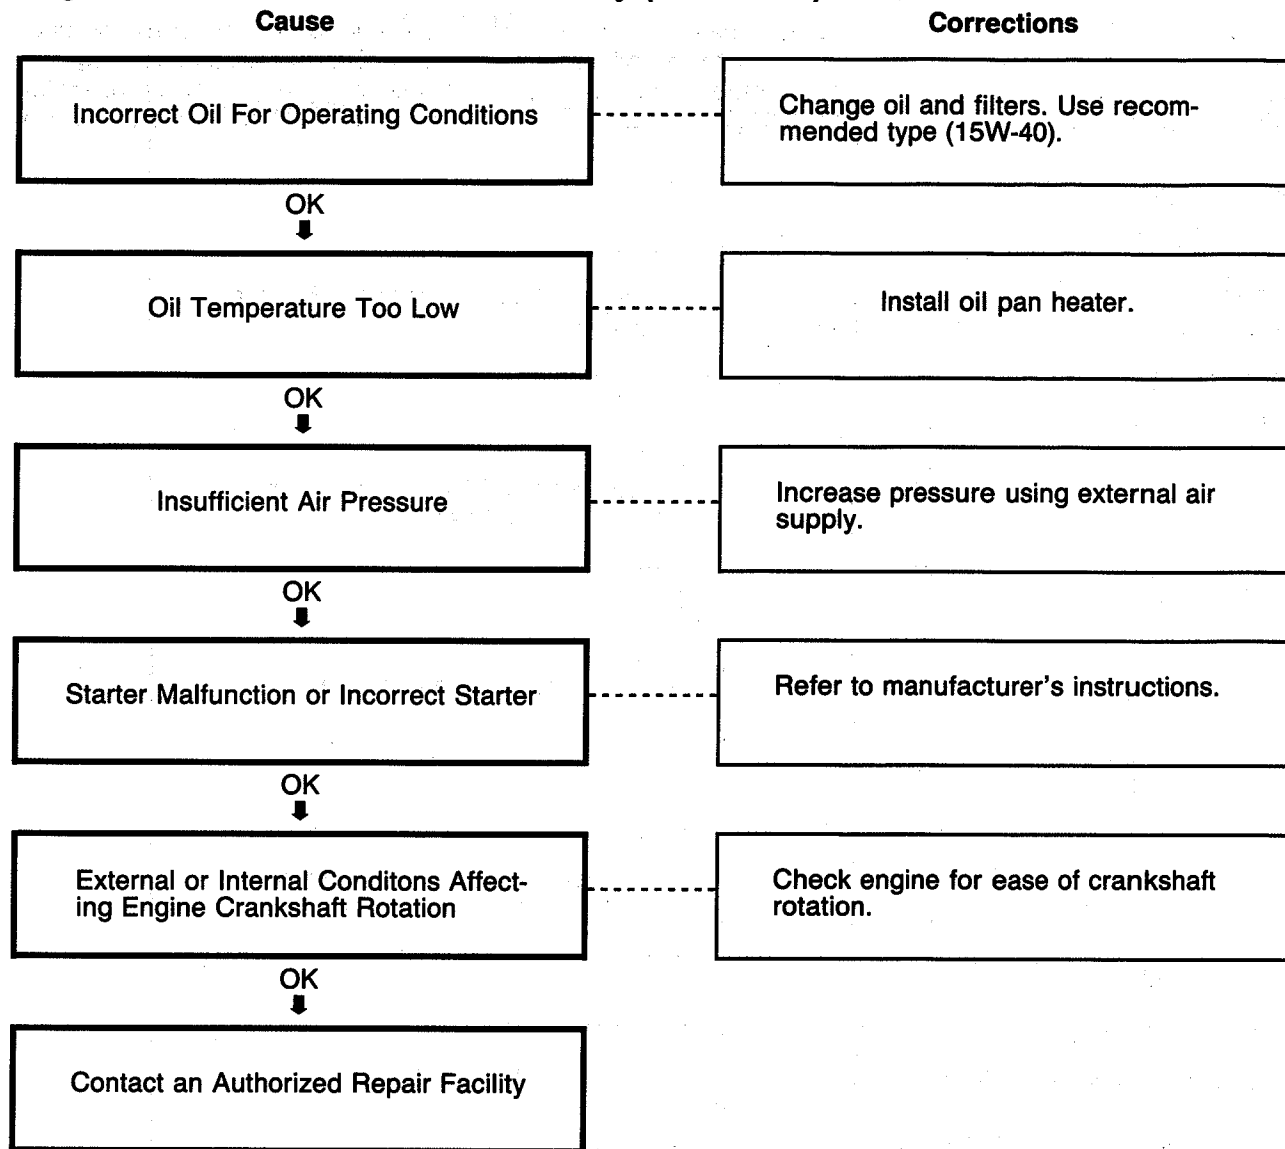 Cause
Corrections
Incorrect Oil For Operating Conditions
Change oil and filters. Use recom-
mended type (15W-40).
OK
Oil Temperature Too Low
Install oil pan heater.
OK
Insufficient Air Pressure
Increase pressure using external air
supply.
OK
Starter Malfunction or Incorrect Starter
Refer to manufacturer's instructions.
OK
External or Internal Conditons Affect-
ing Engine Crankshaft Rotation
Check engine for ease of crankshaft
rotation.
OK
Contact an Authorized Repair Facility